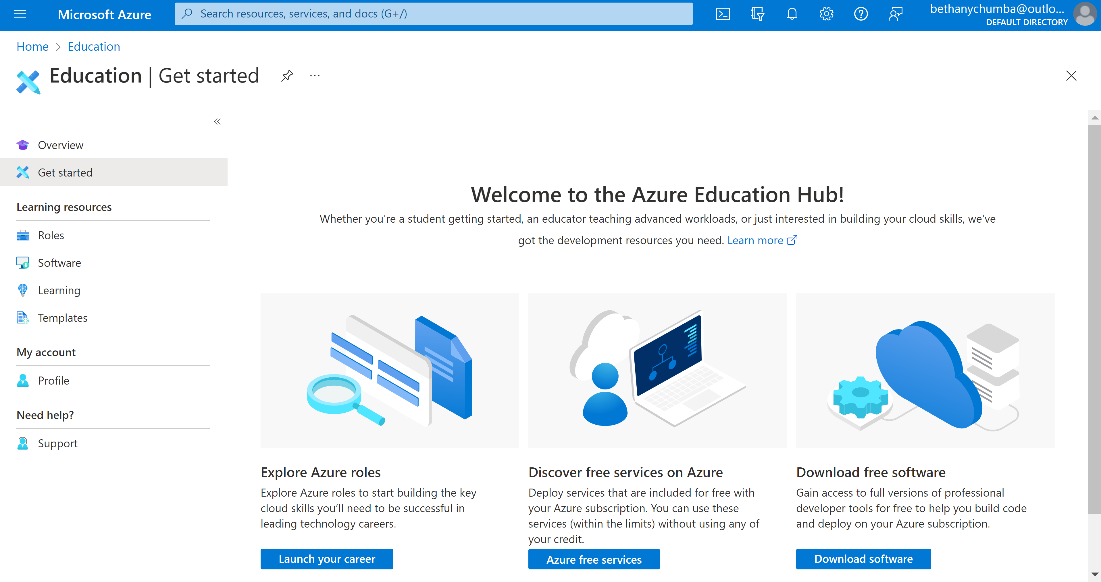 Microsoft Azure
Search resources, services, and docs (G+/)
bethanychumba@outlo...
DEFAULT DIRECTORY
Home > Education
Education | Get started
Overview
Get started
Learning resources
Roles
Software
Learning
Templates
My account
Profile
Need help?
Support
Welcome to the Azure Education Hub!
Whether you're a student getting started, an educator teaching advanced workloads, or just interested in building your cloud skills, we've
got the development resources you need. Learn more
Explore Azure roles
Explore Azure roles to start building the key
cloud skills you'll need to be successful in
leading technology careers.
Launch your career
Discover free services on Azure
Deploy services that are included for free with
your Azure subscription. You can use these
services (within the limits) without using any of
your credit.
Azure free services
Download free software
Gain access to full versions of professional
developer tools for free to help you build code
and deploy on your Azure subscription.
Download software